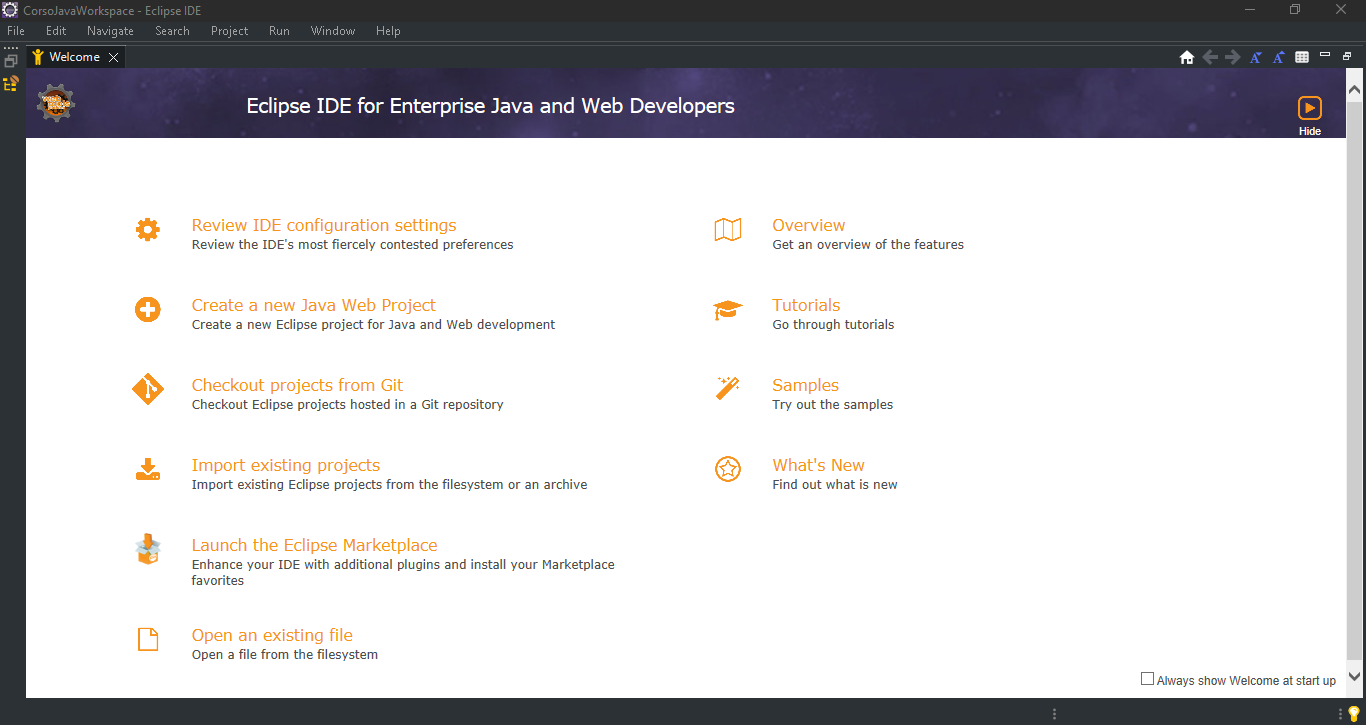 CorsoJavaWorkspace - Eclipse IDE
File Edit Navigate Search Project Run Window Help
Welcome
Eclipse IDE for Enterprise Java and Web Developers
Hide
Review IDE configuration settings
Review the IDE's most fiercely contested preferences
Overview
Get an overview of the features
Create a new Java Web Project
Create a new Eclipse project for Java and Web development
Tutorials
Go through tutorials
Checkout projects from Git
Checkout Eclipse projects hosted in a Git repository
Samples
Try out the samples
Import existing projects
Import existing Eclipse projects from the filesystem or an archive
What's New
Find out what is new
Launch the Eclipse Marketplace
Enhance your IDE with additional plugins and install your Marketplace
favorites
Open an existing file
Open a file from the filesystem
Always show Welcome at start up